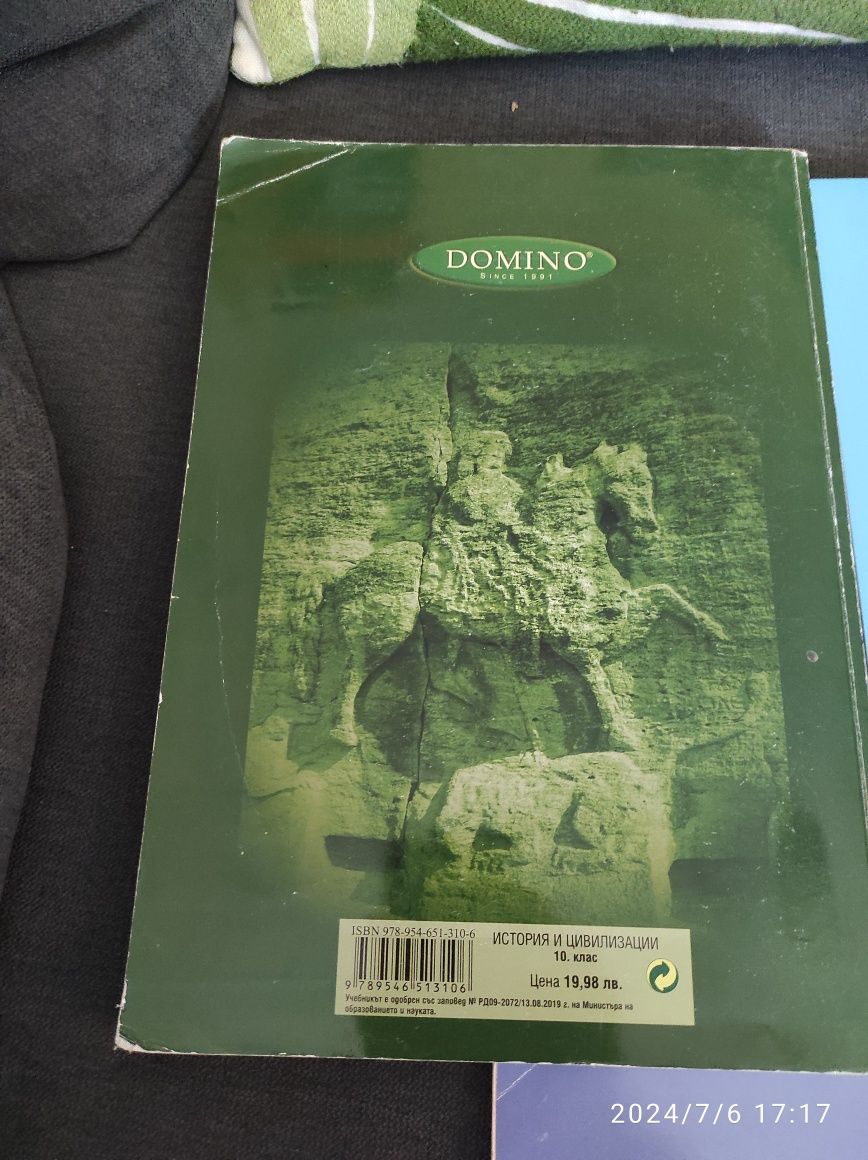 DOMINO®
SINCE 1991
ISBN 978-954-651-310-6
ИСТОРИЯ И ЦИВИЛИЗАЦИИ
10. клас
Цена 19,98 лв.
9 789546 513106
Учебникът е одобрен със заповед № РД09-2072/13.08.2019 г. на Министъра на
образованието и науката.
2024/7/6 17:17